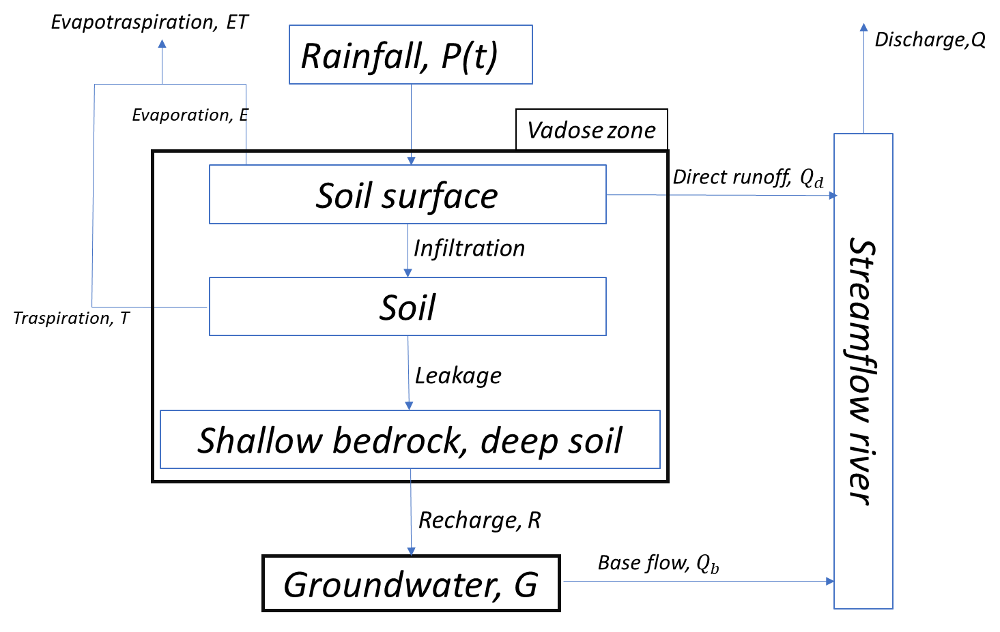 Evapotraspiration, ET
Rainfall, P(t)
Discharge,Q
Evaporation, E
Vadose zone
Soil surface
Direct runoff, Q_d
Infiltration
Soil
Traspiration, T
Leakage
Streamflow river
Shallow bedrock, deep soil
Recharge, R
Groundwater, G
Base flow, Q_b